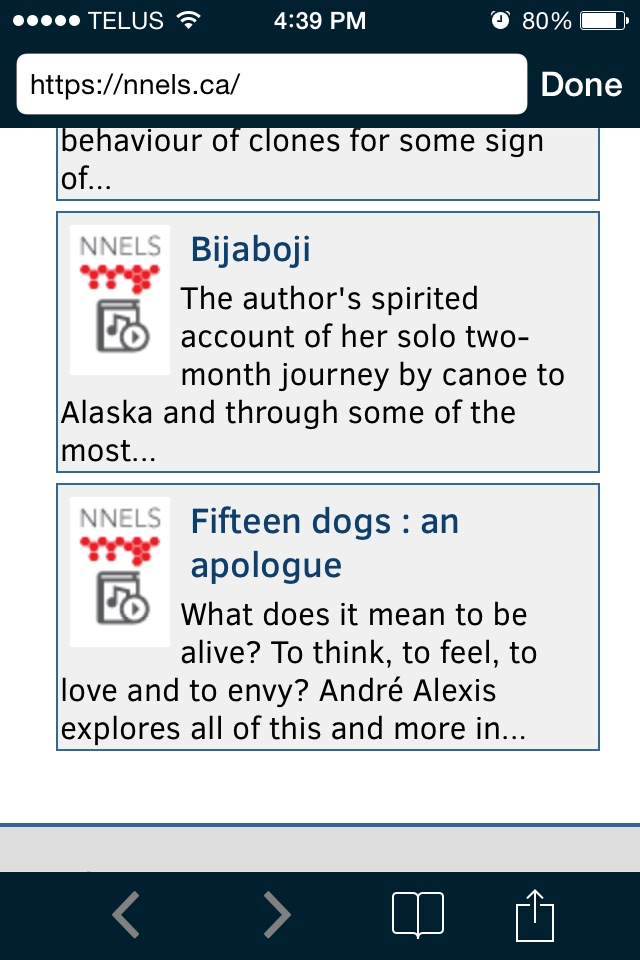 TELUS 4:39 PM 80%
https://nnels.ca/ Done
behaviour of clones for some sign
of...
NNELS
Bijaboji
The author's spirited
account of her solo two-
month journey by canoe to
Alaska and through some of the
most...
NNELS
Fifteen dogs : an
apologue
What does it mean to be
alive? To think, to feel, to
love and to envy? André Alexis
explores all of this and more in...